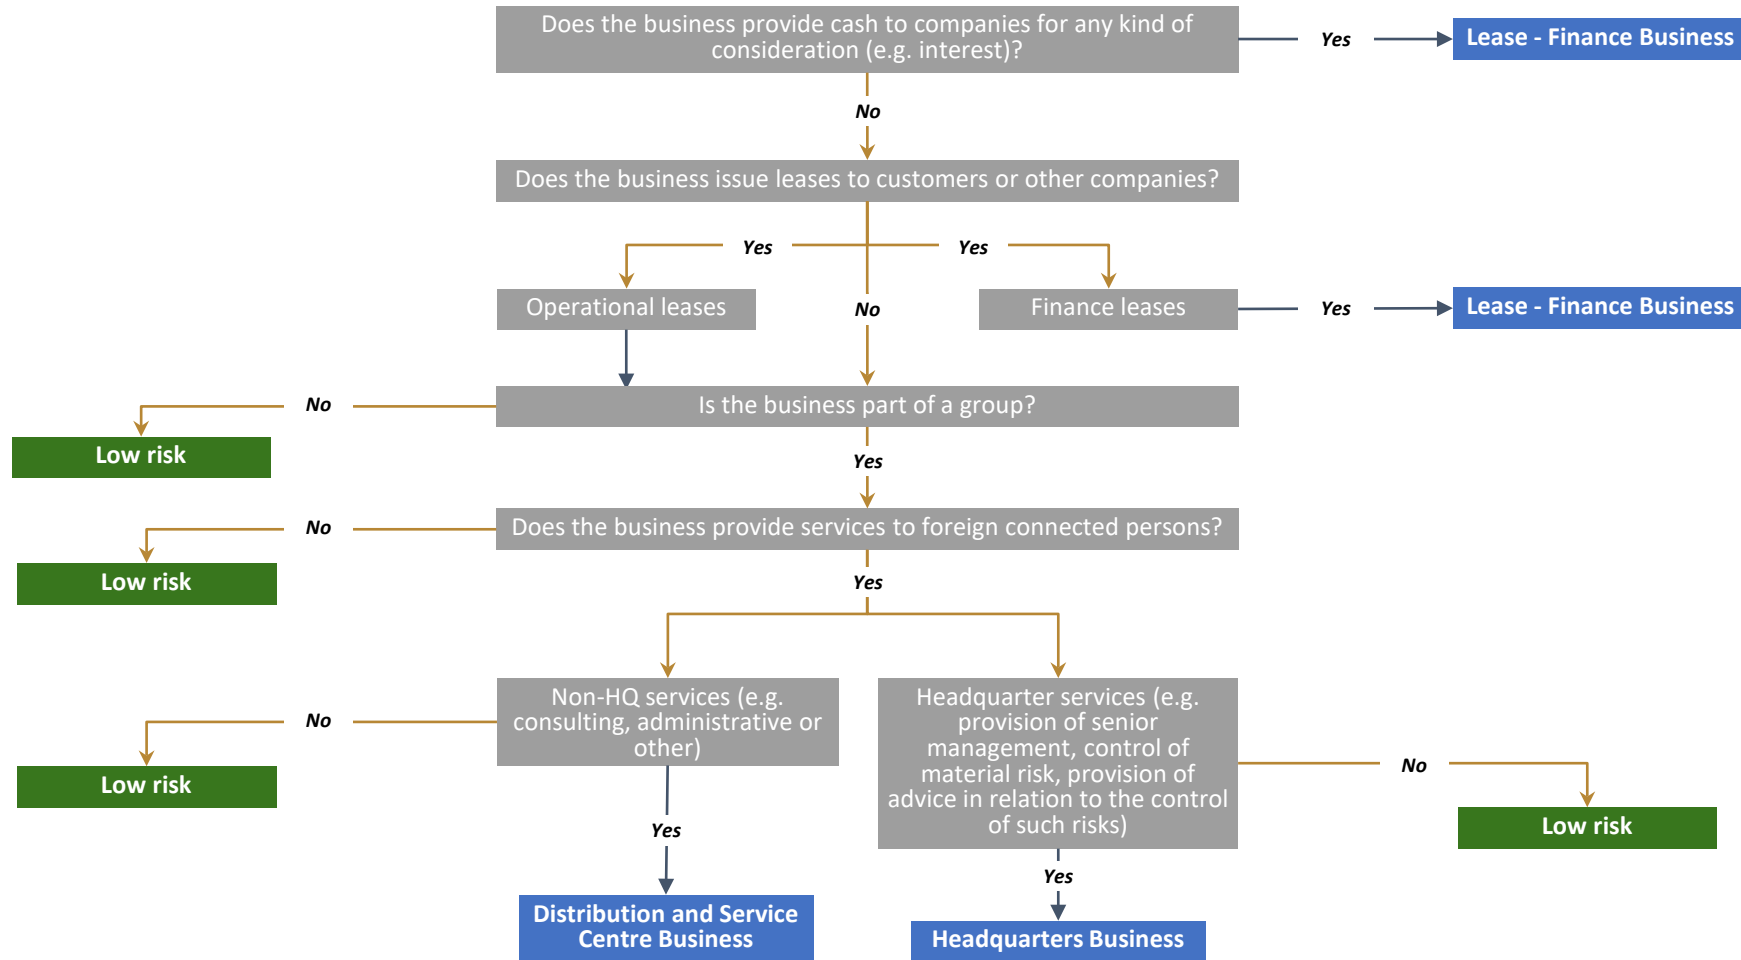 Does the business provide cash to companies for any kind of
consideration (e.g. interest)?
Yes
Lease - Finance Business
No
Does the business issue leases to customers or other companies?
Yes
Yes
Operational leases
No
Finance leases
Yes
Lease - Finance Business
No
Is the business part of a group?
Low risk
Yes
No
Does the business provide services to foreign connected persons?
Low risk
Yes
No
Non-HQ services (e.g.
consulting, administrative or
other)
Headquarter services (e.g.
provision of senior
management, control of
material risk, provision of
advice in relation to the control
of such risks)
No
Low risk
Low risk
Yes
Yes
Distribution and Service
Centre Business
Headquarters Business